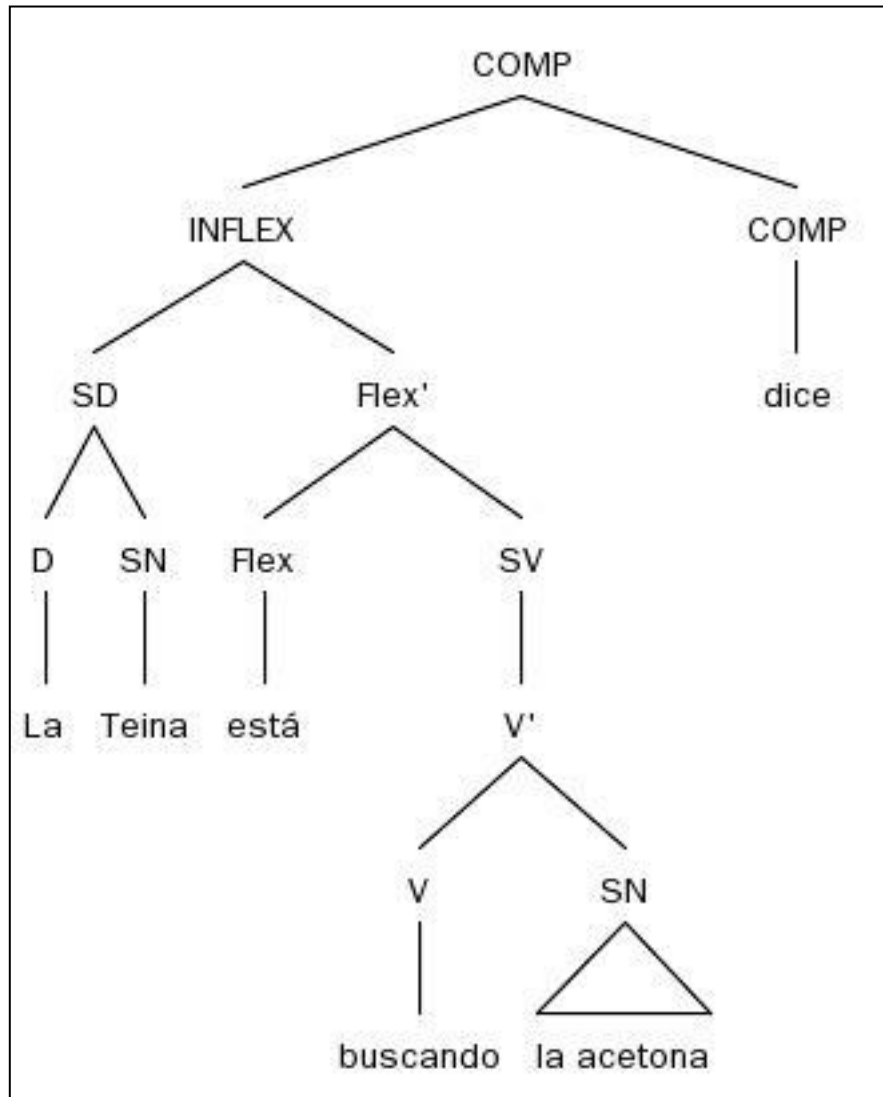 COMP
INFLEX COMP
SD Flex' dice
D SN Flex SV
La Teina está V'
V SN
buscando la acetona